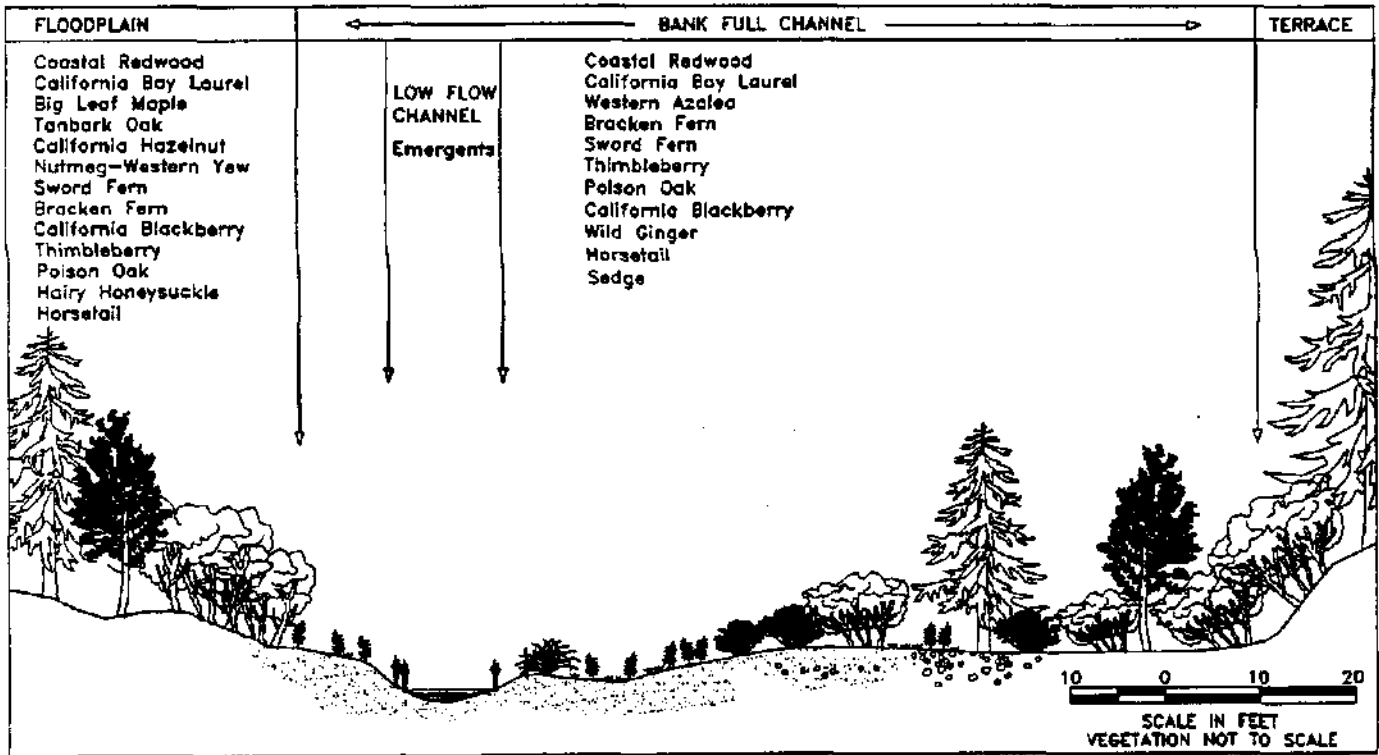 FLOODPLAIN
BANK FULL CHANNEL
TERRACE
Coastal Redwood
California Bay Laurel
Big Leaf Maple
Tanbark Oak
California Hazelnut
Nutmeg-Western Yew
Sword Fern
Bracken Fern
California Blackberry
Thimbleberry
Poison Oak
Hairy Honeysuckle
Horsetail
LOW FLOW
CHANNEL
Emergents
Coastal Redwood
California Bay Laurel
Western Azalea
Bracken Fern
Sword Fern
Thimbleberry
Poison Oak
California Blackberry
Wild Ginger
Horsetail
Sedge
10 0 10 20
SCALE IN FEET
VEGETATION NOT TO SCALE